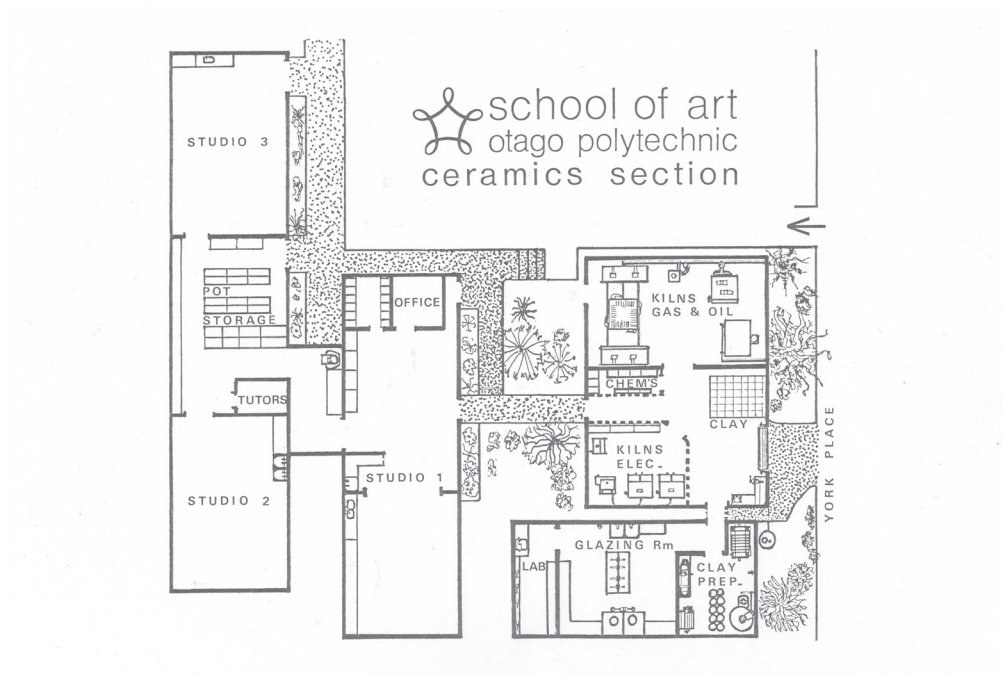 school of art
otago polytechnic
ceramics section
STUDIO 3
POT
STORAGE
OFFICE
KILNS
GAS & OIL
CHEM'S
TUTORS
CLAY
KILNS
ELEC.
STUDIO 1
STUDIO 2
YORK PLACE
GLAZING Rm
LAB
CLAY
PREP.